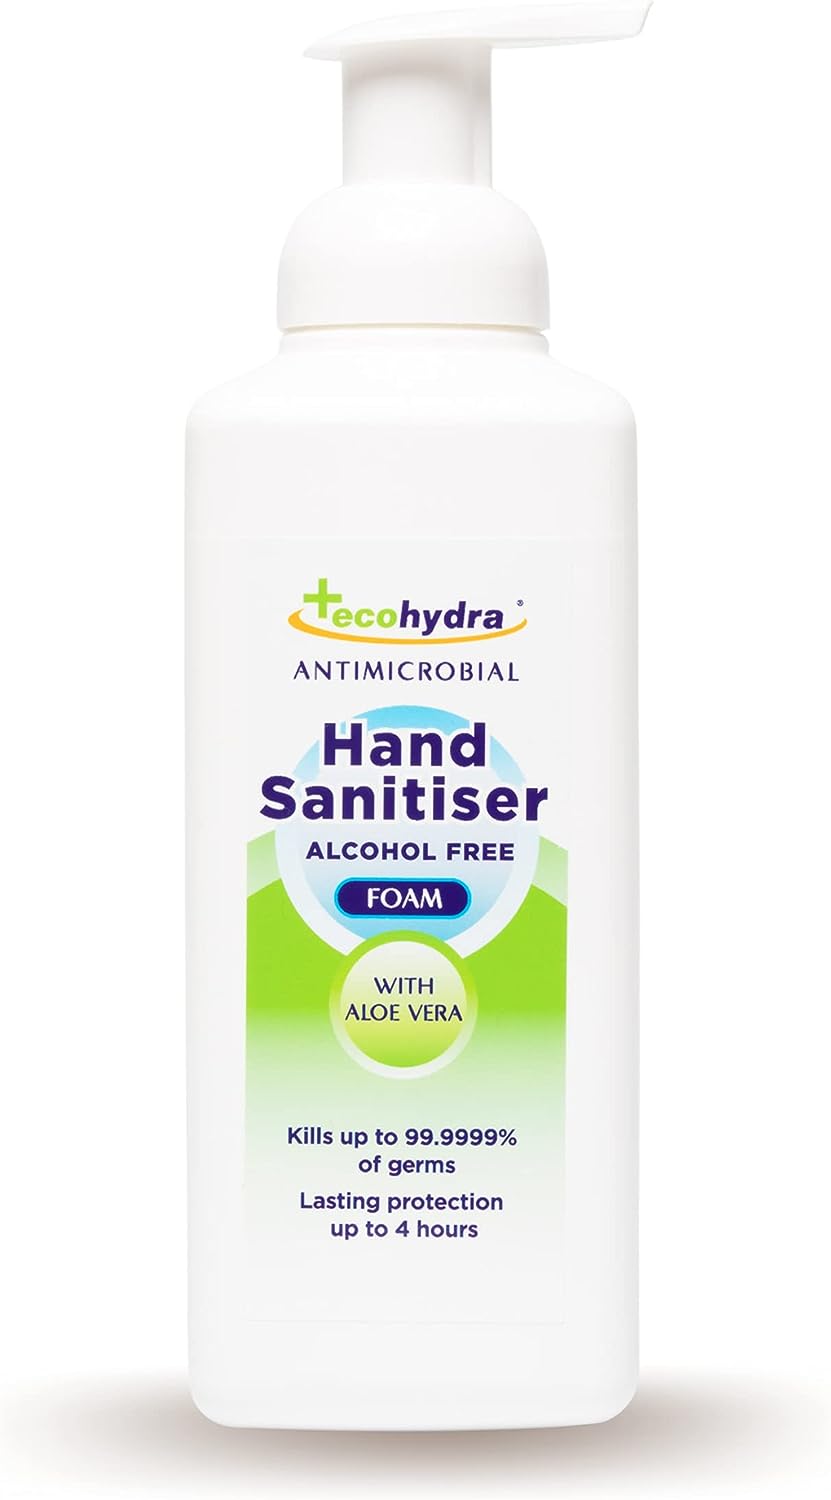 ecohydra®
ANTIMICROBIAL
Hand
Sanitiser
ALCOHOL FREE
FOAM
WITH
ALOE VERA
Kills up to 99.9999%
of germs
Lasting protection
up to 4 hours